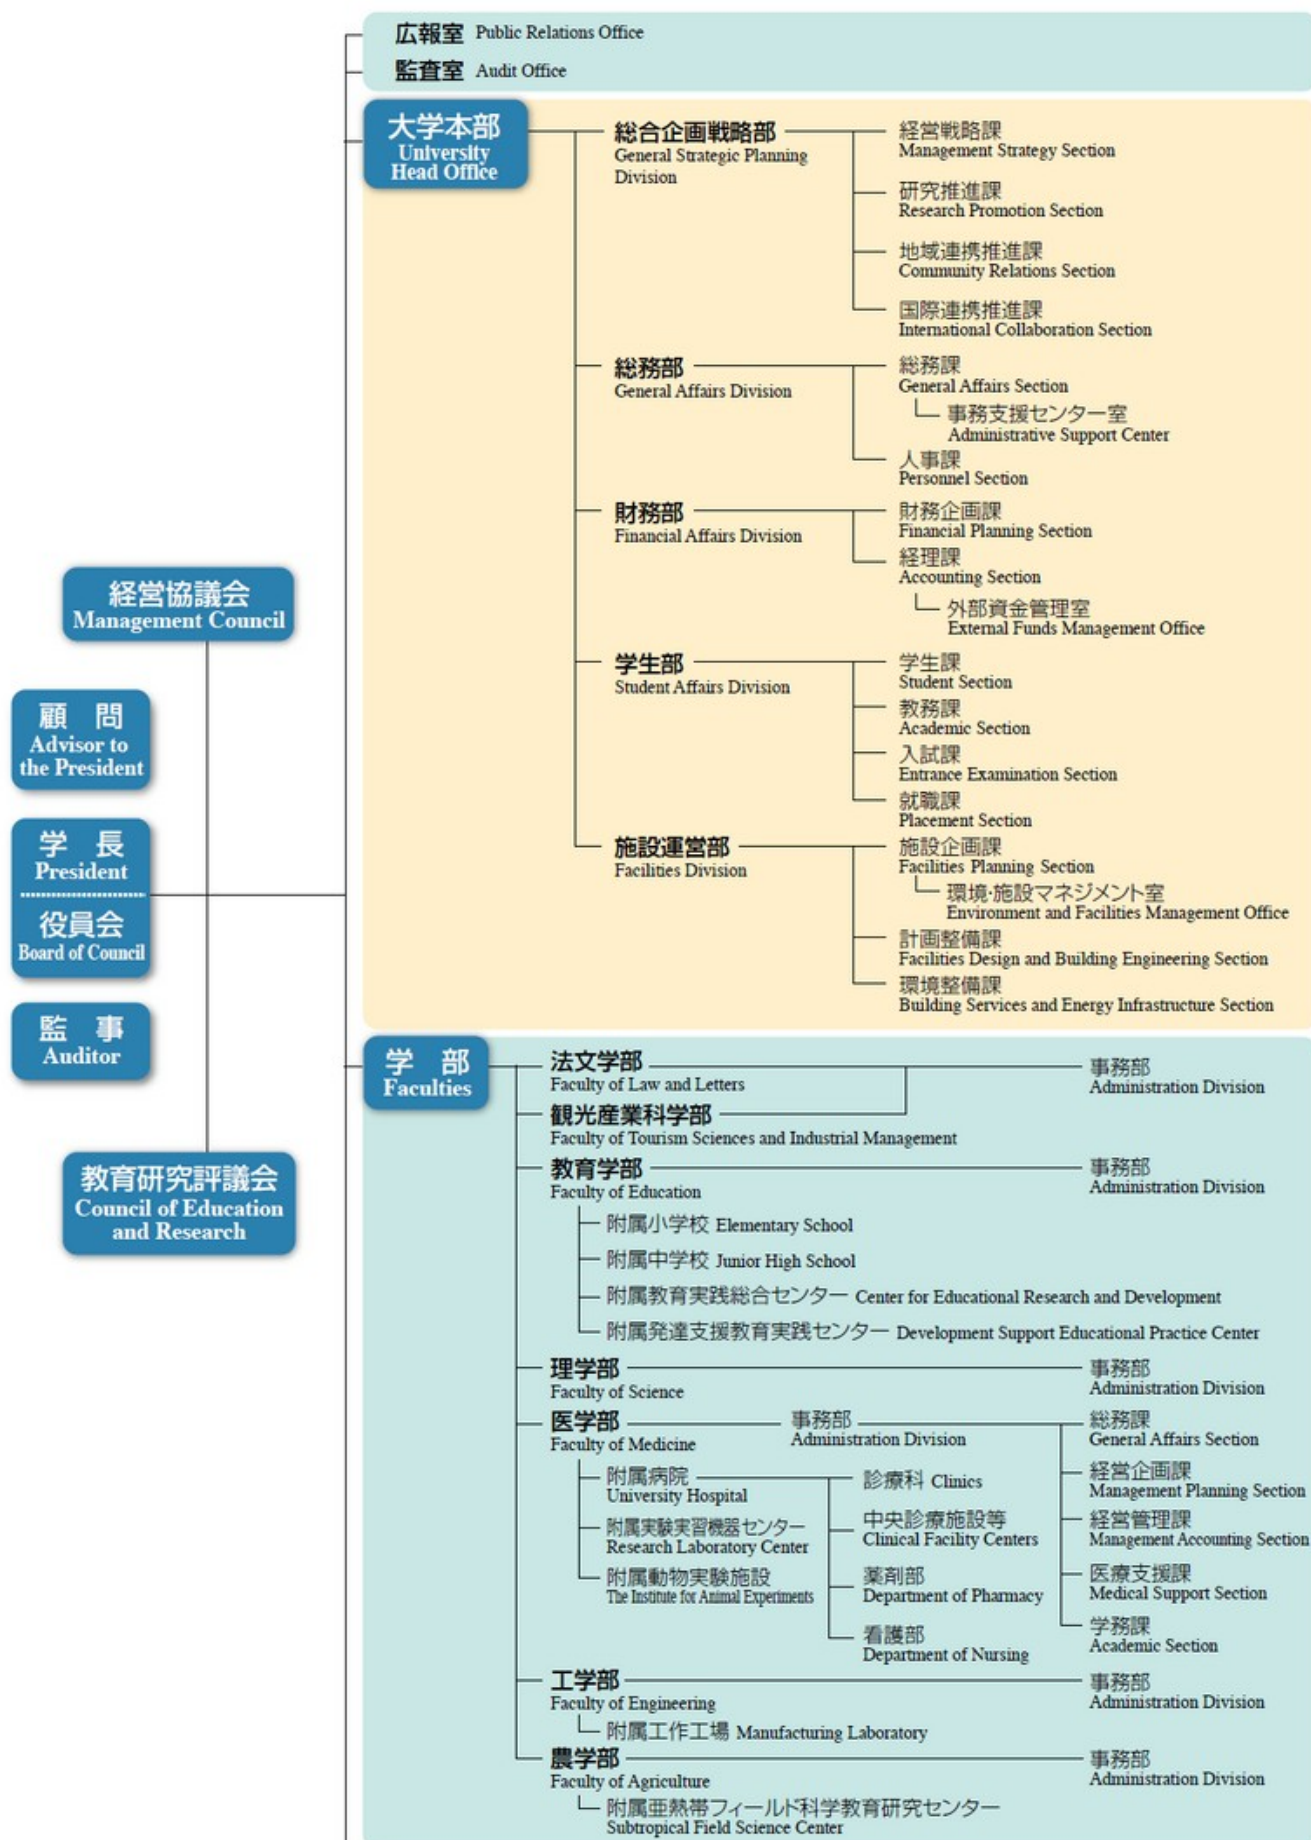 広報室 Public Relations Office
監査室 Audit Office
大学本部
University
Head Office
総合企画戦略部
General Strategic Planning
Division
経営戦略課
Management Strategy Section
研究推進課
Research Promotion Section
地域連携推進課
Community Relations Section
国際連携推進課
International Collaboration Section
総務部
General Affairs Division
総務課
General Affairs Section
事務支援センター室
Administrative Support Center
人事課
Personnel Section
財務部
Financial Affairs Division
財務企画課
Financial Planning Section
経理課
Accounting Section
外部資金管理室
External Funds Management Office
学生部
Student Affairs Division
学生課
Student Section
教務課
Academic Section
入試課
Entrance Examination Section
就職課
Placement Section
施設運営部
Facilities Division
施設企画課
Facilities Planning Section
環境・施設マネジメント室
Environment and Facilities Management Office
計画整備課
Facilities Design and Building Engineering Section
環境整備課
Building Services and Energy Infrastructure Section
経営協議会
Management Council
顧 問
Advisor to
the President
学 長
President
役員会
Board of Council
監 事
Auditor
教育研究評議会
Council of Education
and Research
学 部
Faculties
法文学部
Faculty of Law and Letters
事務部
Administration Division
観光産業科学部
Faculty of Tourism Sciences and Industrial Management
教育学部
Faculty of Education
事務部
Administration Division
附属小学校 Elementary School
附属中学校 Junior High School
附属教育実践総合センター Center for Educational Research and Development
附属発達支援教育実践センター Development Support Educational Practice Center
理学部
Faculty of Science
事務部
Administration Division
医学部
Faculty of Medicine
事務部
Administration Division
総務課
General Affairs Section
経営企画課
Management Planning Section
経営管理課
Management Accounting Section
医療支援課
Medical Support Section
学務課
Academic Section
附属病院
University Hospital
附属実験実習機器センター
Research Laboratory Center
附属動物実験施設
The Institute for Animal Experiments
診療科 Clinics
中央診療施設等
Clinical Facility Centers
薬剤部
Department of Pharmacy
看護部
Department of Nursing
工学部
Faculty of Engineering
事務部
Administration Division
附属工作工場 Manufacturing Laboratory
農学部
Faculty of Agriculture
事務部
Administration Division
附属亜熱帯フィールド科学教育研究センター
Subtropical Field Science Center